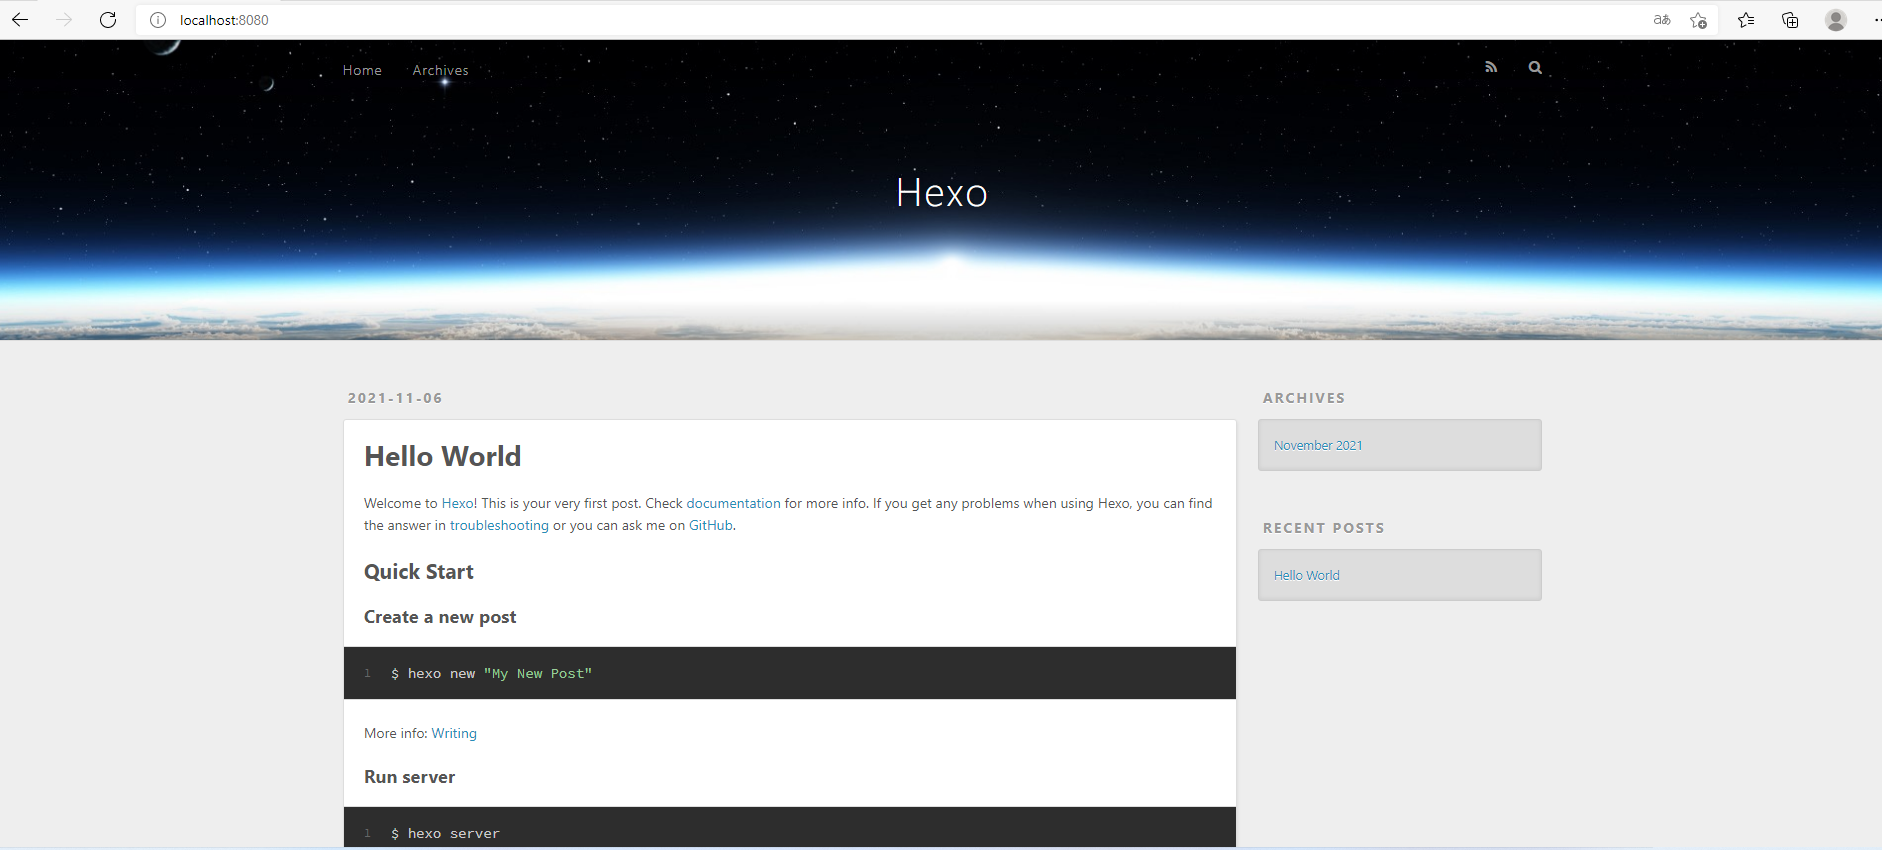 localhost:8080
Home Archives
Hexo
2021-11-06
Hello World
Welcome to Hexo! This is your very first post. Check documentation for more info. If you get any problems when using Hexo, you can find
the answer in troubleshooting or you can ask me on GitHub.
Quick Start
Create a new post
1 $ hexo new "My New Post"
More info: Writing
Run server
1 $ hexo server
ARCHIVES
November 2021
RECENT POSTS
Hello World